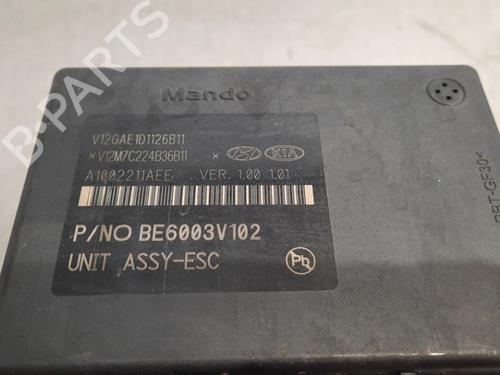 B-PARTS
Mando
V12GAE1D1126B11
*V12M7C224B36B11 * KIA
A1002211AEE VER. 1.00 1.01
P/NO BE6003V102
UNIT ASSY-ESC
Pb
PBT-GF30<